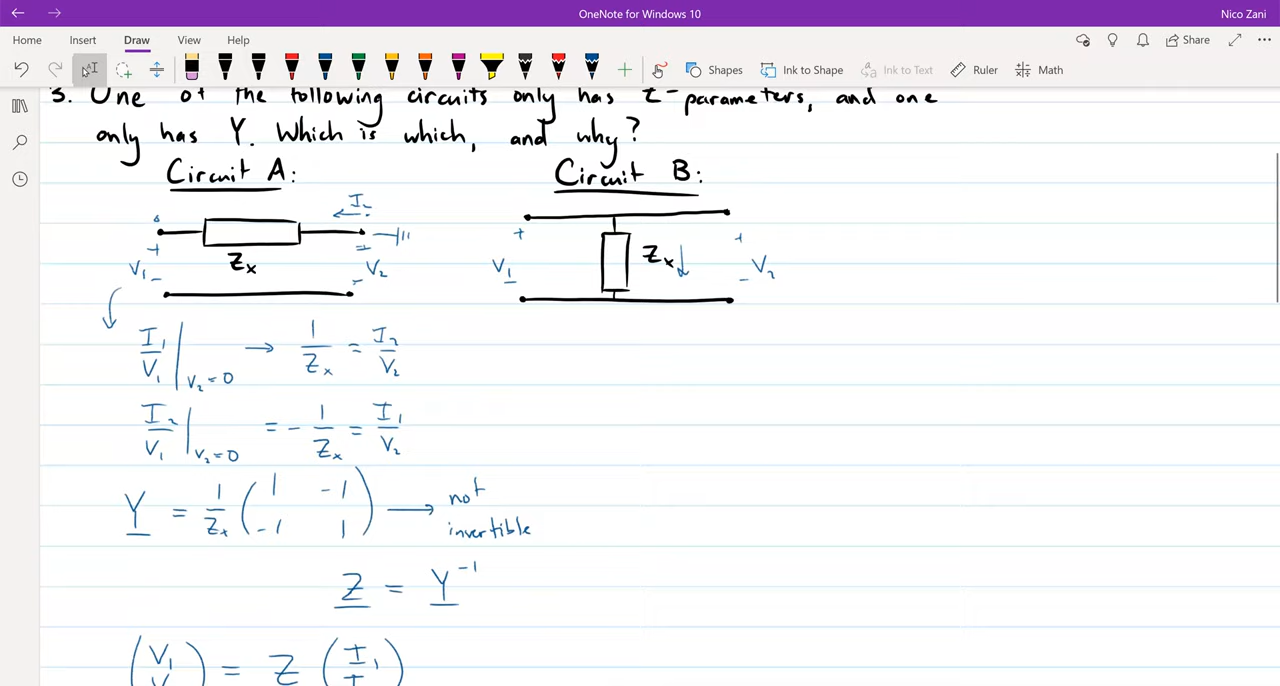 OneNote for Windows 10
Nico Zani
Home Insert Draw View Help
Share
Shapes Ink to Shape Ink to Text Ruler Math
3. One of the following circuits only has Z-parameters, and one
only has Y. Which is which, and why?
Circuit A:
Circuit B:
I₂
+ V₁ - Zx + V₂ -
+ V₁ - Zx + V₂ -
I₁/V₁ |V₂=0 → 1/Zx = I₂/V₂
I₂/V₁ |V₂=0 = - 1/Zx = I₁/V₂
Y = 1/Zx (1 -1 -1 1) → not invertible
Z = Y⁻¹
(V₁ = Z (I₁